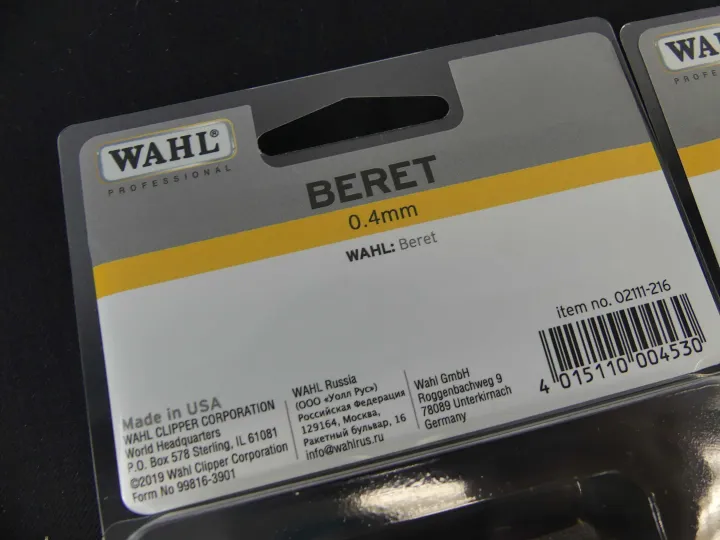 WAHL®
PROFESSIONAL
BERET
0.4mm
WAHL: Beret
item no. 02111-216
4 015110 004530
Made in USA
WAHL CLIPPER CORPORATION
World Headquarters
P.O. Box 578 Sterling, IL 61081
©2019 Wahl Clipper Corporation
Form No 99816-3901
WAHL Russia
(ООО «Уолл Рус»)
Российская Федерация
129164, Москва,
Ракетный бульвар, 16
info@wahlrus.ru
Wahl GmbH
Roggenbachweg 9
78089 Unterkirnach
Germany
WA
PROFE